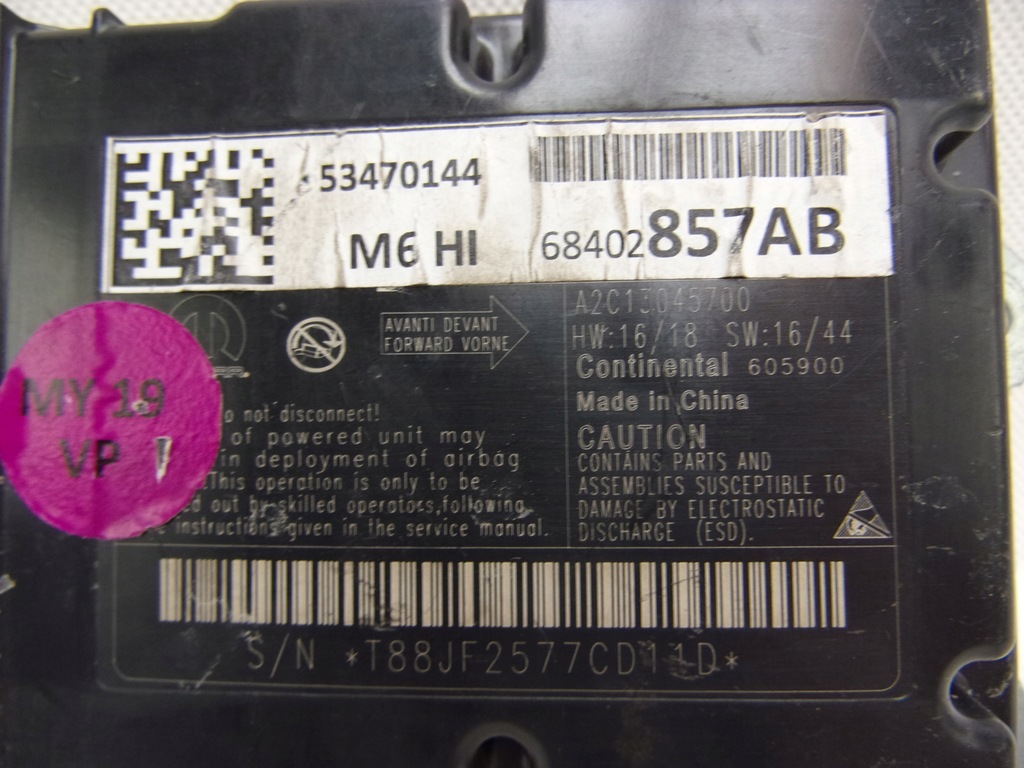 53470144
M6 HI
68402857AB
AVANTI DEVANT
FORWARD VORNE
A2C13045700
HW:16/18 SW:16/44
Continental 605900
Made in China
CAUTION
CONTAINS PARTS AND
ASSEMBLIES SUSCEPTIBLE TO
DAMAGE BY ELECTROSTATIC
DISCHARGE (ESD).
MY 19
VP
not disconnect!
of powered unit may
in deployment of airbag
.This operation is only to be
out by skilled operators,following
instructions given in the service manual.
S/N *T88JF2577CD11D*